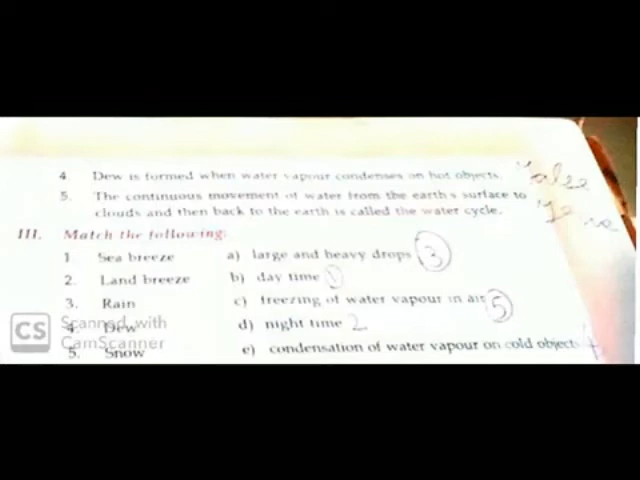 4 Dew is formed when water vapour condenses on hot objects. False
5. The continuous movement of water from the earth's surface to
clouds and then back to the earth is called the water cycle. True
III. Match the following:
1 Sea breeze a) large and heavy drops 3
2. Land breeze b) day time 1
3. Rain c) freezing of water vapour in air 5
4. Dew d) night time 2
5. Snow e) condensation of water vapour on cold objects 4
CS Scanned with
CamScanner